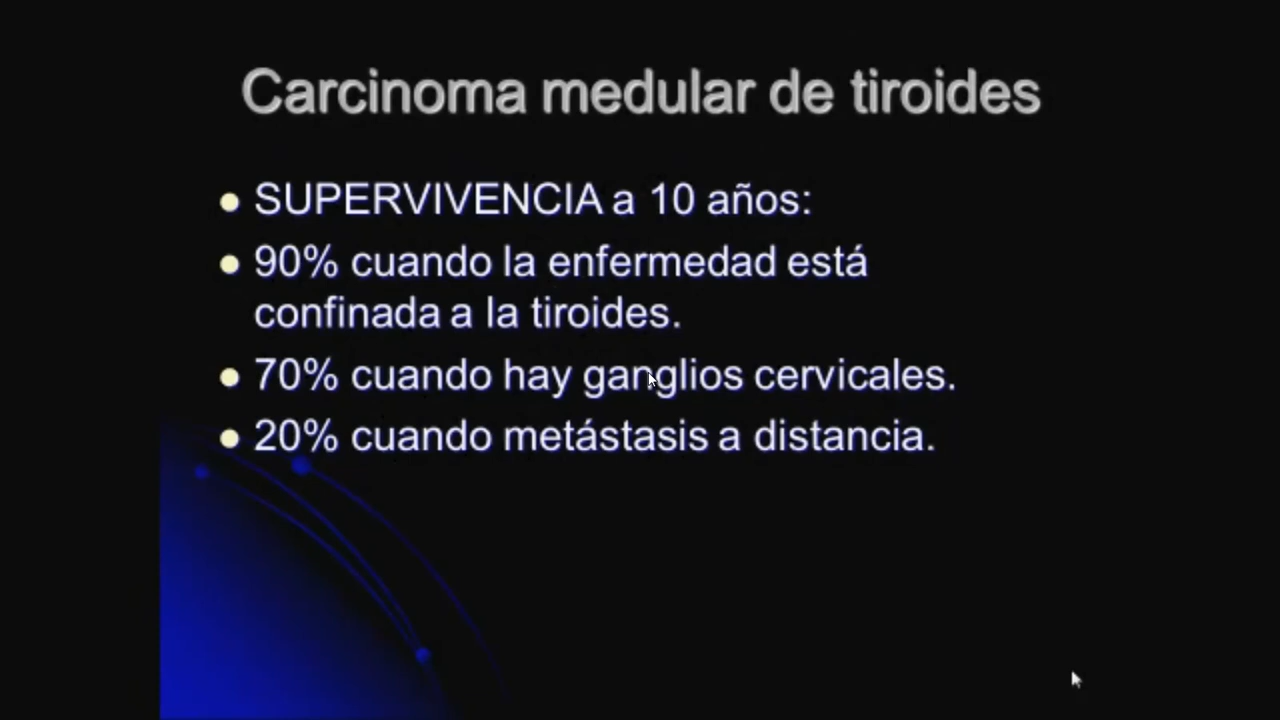 Carcinoma medular de tiroides
SUPERVIVENCIA a 10 años:
90% cuando la enfermedad está
confinada a la tiroides.
70% cuando hay ganglios cervicales.
20% cuando metástasis a distancia.